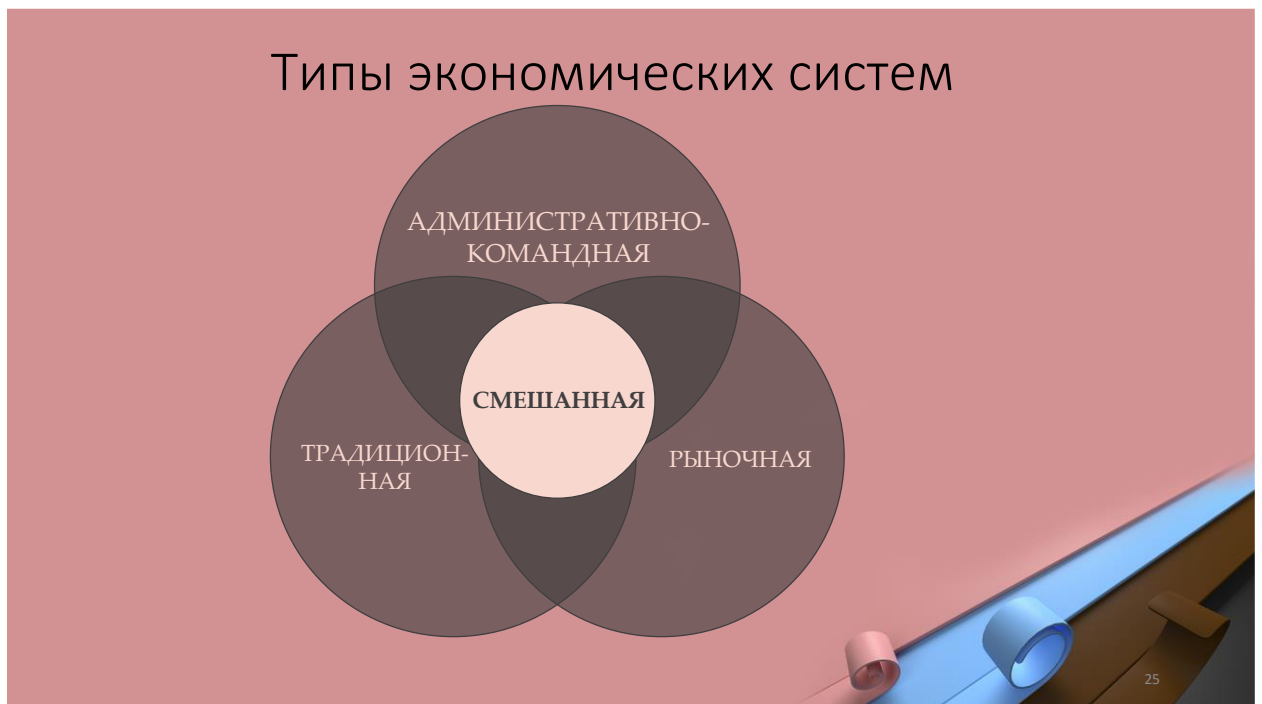 Типы экономических систем
АДМИНИСТРАТИВНО-
КОМАНДНАЯ
СМЕШАННАЯ
ТРАДИЦИОН-
НАЯ
РЫНОЧНАЯ
25